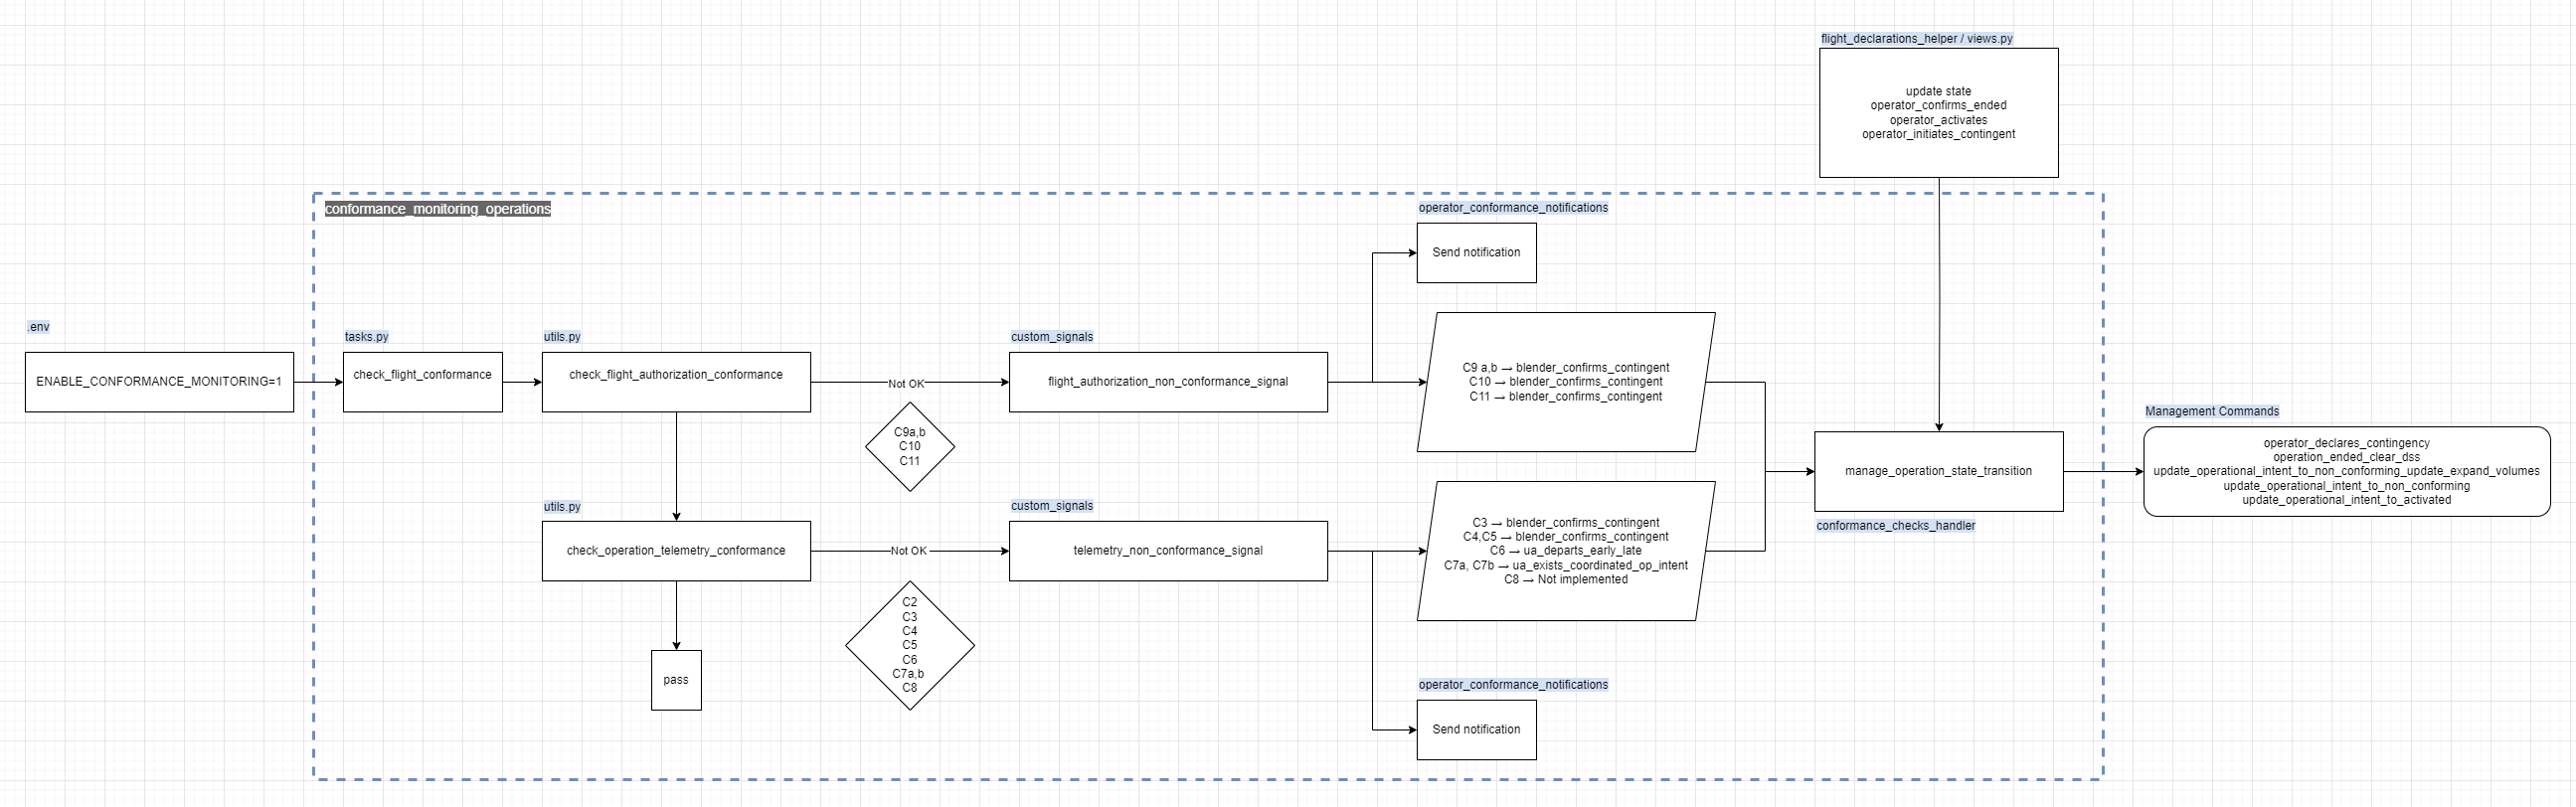 flight_declarations_helper / views.py
update state
operator_confirms_ended
operator_activates
operator_initiates_contingent
conformance_monitoring_operations
operator_conformance_notifications
Send notification
.env
ENABLE_CONFORMANCE_MONITORING=1
tasks.py
check_flight_conformance
utils.py
check_flight_authorization_conformance
Not OK
C9a,b
C10
C11
custom_signals
flight_authorization_non_conformance_signal
C9 a,b → blender_confirms_contingent
C10 → blender_confirms_contingent
C11 → blender_confirms_contingent
manage_operation_state_transition
conformance_checks_handler
Management Commands
operator_declares_contingency
operation_ended_clear_dss
update_operational_intent_to_non_conforming_update_expand_volumes
update_operational_intent_to_non_conforming
update_operational_intent_to_activated
utils.py
check_operation_telemetry_conformance
Not OK
C2
C3
C4
C5
C6
C7a,b
C8
custom_signals
telemetry_non_conformance_signal
C3 → blender_confirms_contingent
C4,C5 → blender_confirms_contingent
C6 → ua_departs_early_late
C7a, C7b → ua_exists_coordinated_op_intent
C8 → Not implemented
pass
operator_conformance_notifications
Send notification